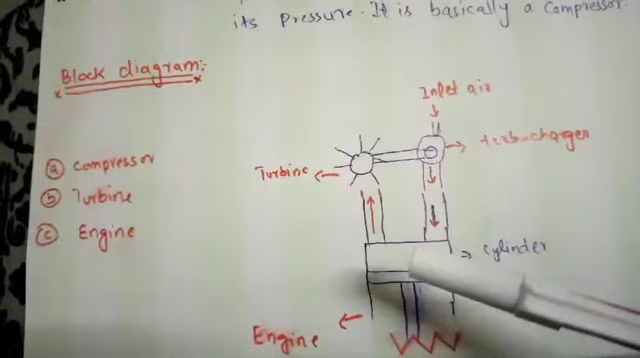 its Pressure. It is basically a Compressor
Block diagram:
Inlet air
turbocharger
(a) Compressor
Turbine
(b) Turbine
(c) Engine
cylinder
Engine